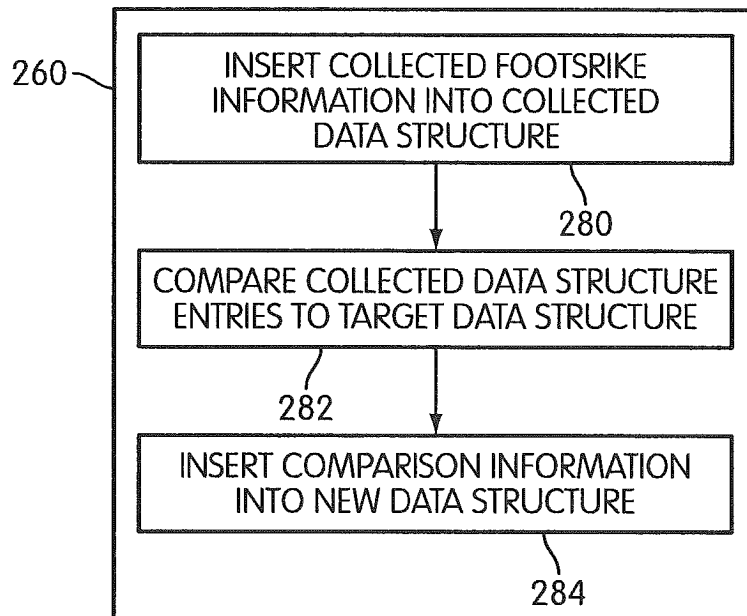 260
INSERT COLLECTED FOOTSRIKE
INFORMATION INTO COLLECTED
DATA STRUCTURE
280
COMPARE COLLECTED DATA STRUCTURE
ENTRIES TO TARGET DATA STRUCTURE
282
INSERT COMPARISON INFORMATION
INTO NEW DATA STRUCTURE
284